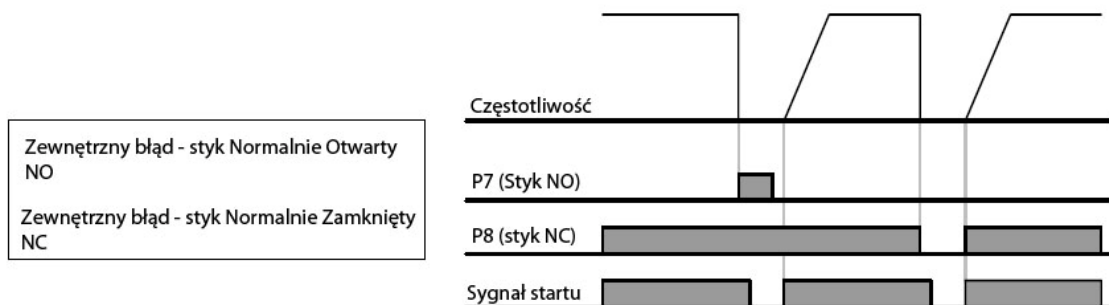 Zewnętrzny błąd - styk Normalnie Otwarty
NO
Zewnętrzny błąd - styk Normalnie Zamknięty
NC
Częstotliwość
P7 (Styk NO)
P8 (styk NC)
Sygnał startu